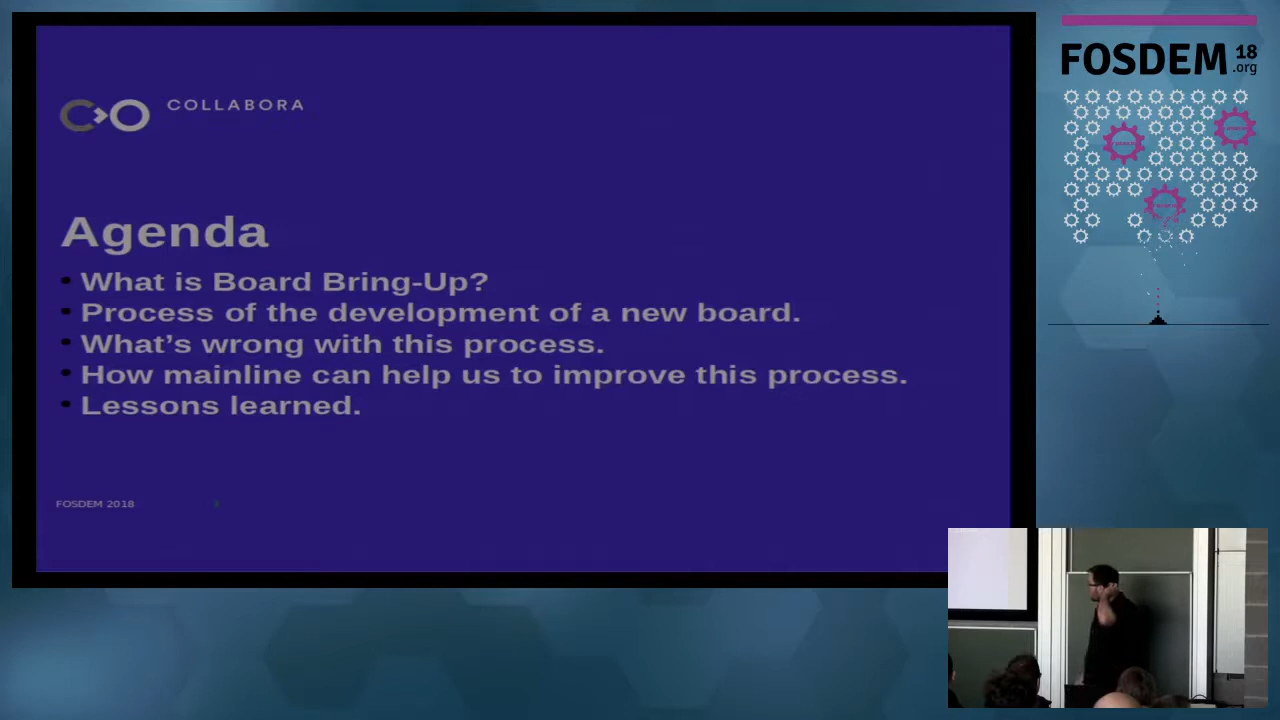 COLLABORA
Agenda
• What is Board Bring-Up?
• Process of the development of a new board.
• What’s wrong with this process.
• How mainline can help us to improve this process.
• Lessons learned.
FOSDEM 2018
FOSDEM 18
.org